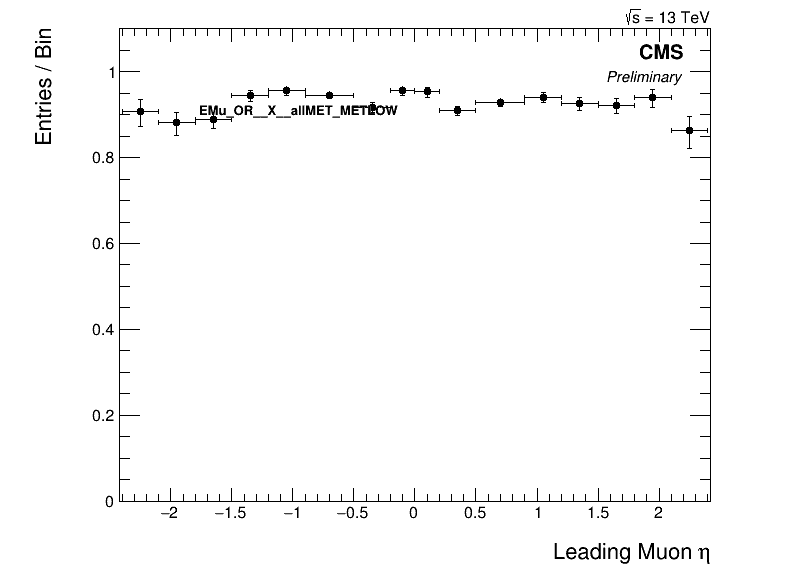 √s = 13 TeV
CMS
Preliminary
EMu_OR__X__allMET_METLOW
Entries / Bin
1
0.8
0.6
0.4
0.2
0
−2 −1.5 −1 −0.5 0 0.5 1 1.5 2
Leading Muon η